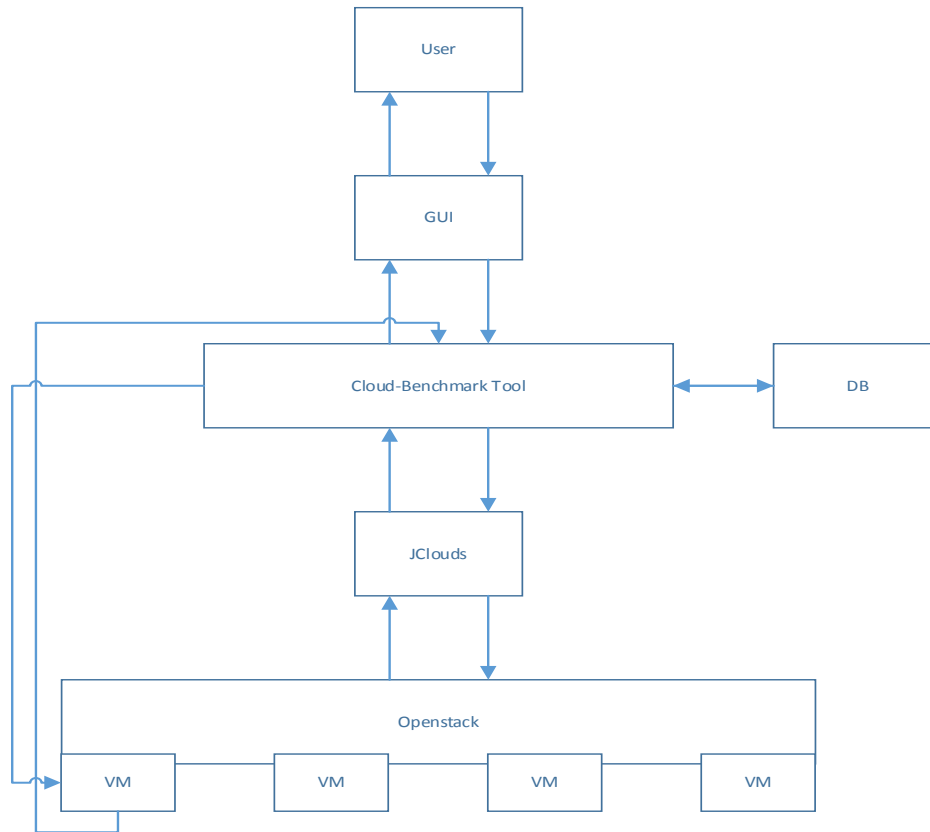 User
GUI
Cloud-Benchmark Tool
DB
JClouds
Openstack
VM
VM
VM
VM